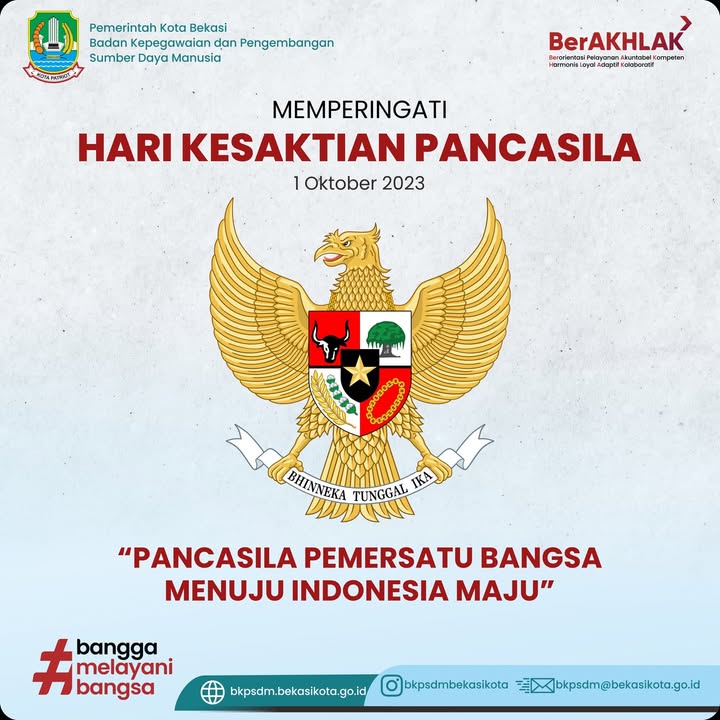 Pemerintah Kota Bekasi
Badan Kepegawaian dan Pengembangan
Sumber Daya Manusia
KOTA PATRIOT
BerAKHLAK
Berorientasi Pelayanan Akuntabel Kompeten
Harmonis Loyal Adaptif Kolaboratif
MEMPERINGATI
HARI KESAKTIAN PANCASILA
1 Oktober 2023
BHINNEKA TUNGGAL IKA
“PANCASILA PEMERSATU BANGSA
MENUJU INDONESIA MAJU”
#bangga
melayani
bangsa
bkpsdm.bekasikota.go.id
bkpsdmbekasikota
bkpsdm@bekasikota.go.id